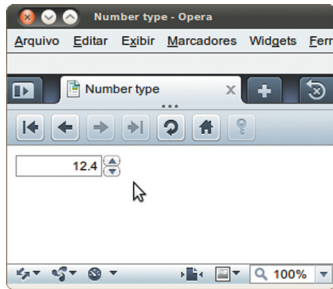 Number type - Opera
Arquivo Editar Exibir Marcadores Widgets Ferr
Number type
12.4
100%